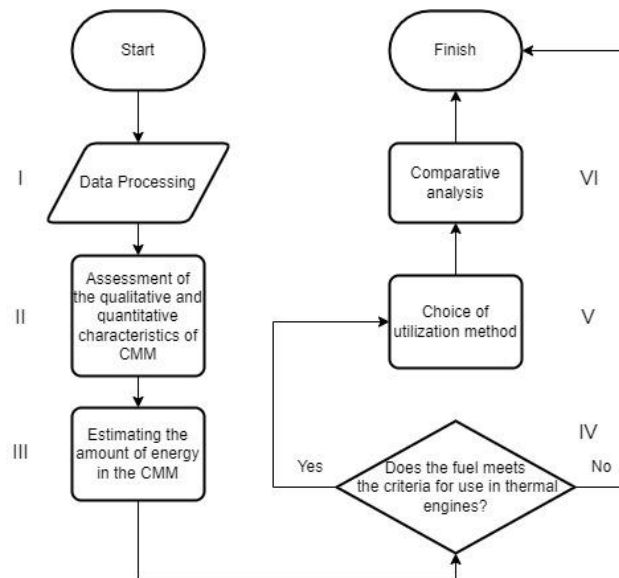 Start
I
Data Processing
II
Assessment of
the qualitative and
quantitative
characteristics of
CMM
III
Estimating the
amount of energy
in the CMM
IV
Does the fuel meets
the criteria for use in thermal
engines?
Yes
No
V
Choice of
utilization method
VI
Comparative
analysis
Finish